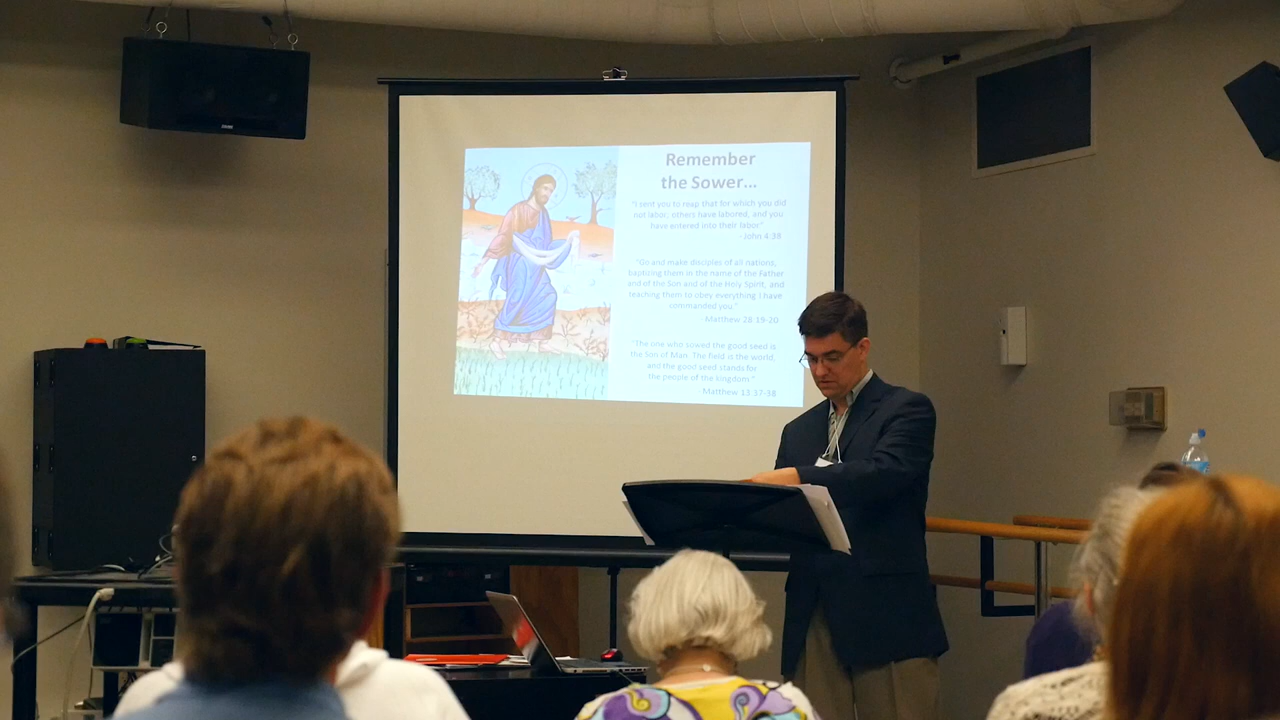 Remember
the Sower...
"I sent you to reap that for which you did
not labor; others have labored, and you
have entered into their labor"
- John 4:38
"Go and make disciples of all nations,
baptizing them in the name of the Father
and of the Son and of the Holy Spirit, and
teaching them to obey everything I have
commanded you."
Matthew 28:19-20
"The one who sowed the good seed is
the Son of Man. The field is the world,
and the good seed stands for
the people of the kingdom."
- Matthew 13:37-38